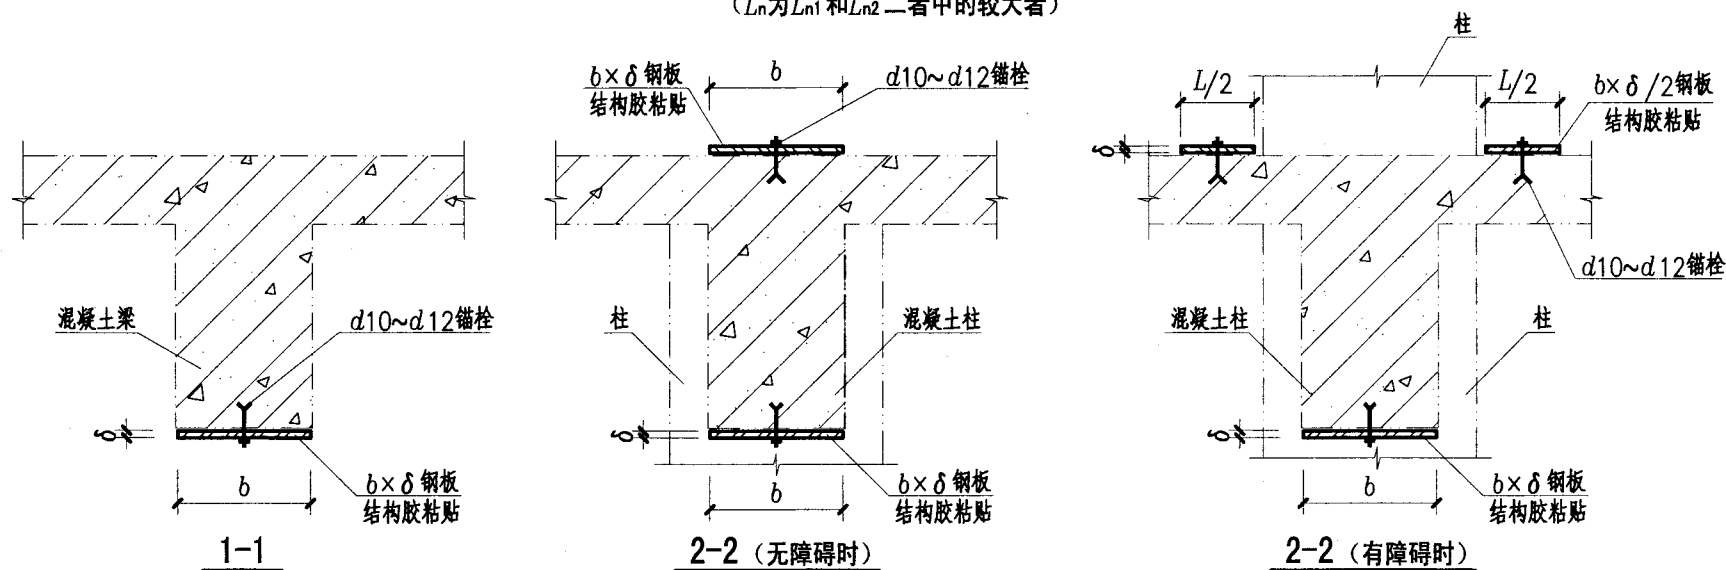 （Ln为Ln1和Ln2二者中的较大者）
混凝土梁
d10~d12锚栓
δ
b
b×δ钢板
结构胶粘贴
1-1
b×δ钢板
结构胶粘贴
b
d10~d12锚栓
柱
混凝土柱
δ
b
b×δ钢板
结构胶粘贴
2-2（无障碍时）
柱
L/2
L/2
b×δ/2钢板
结构胶粘贴
δ
d10~d12锚栓
混凝土柱
柱
δ
b
b×δ钢板
结构胶粘贴
2-2（有障碍时）